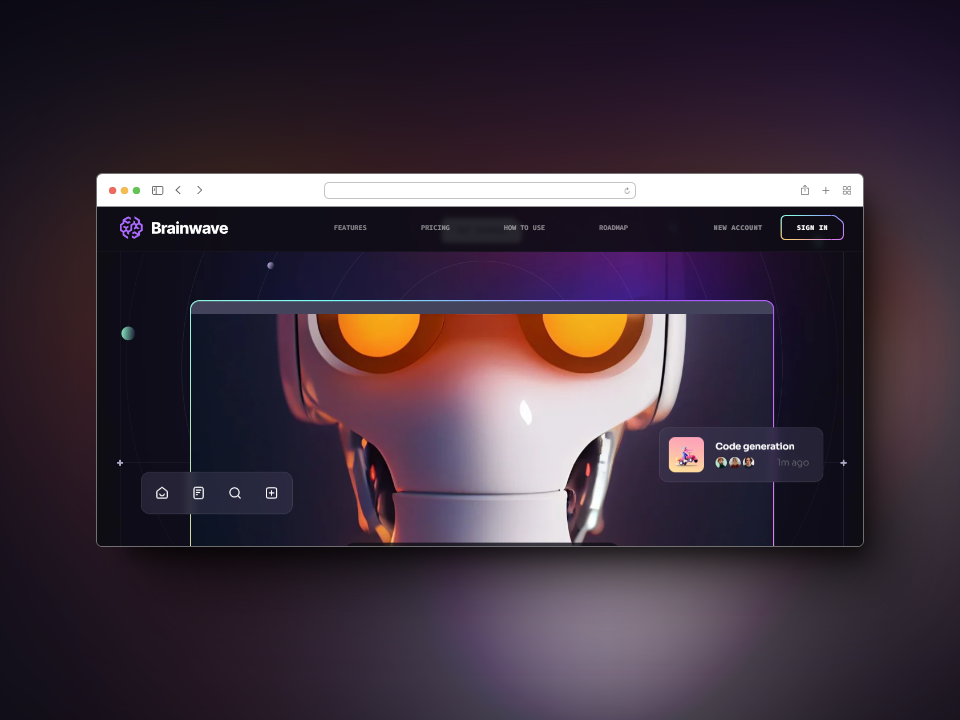 Brainwave
FEATURES
PRICING
HOW TO USE
ROADMAP
NEW ACCOUNT
SIGN IN
Code generation
1m ago